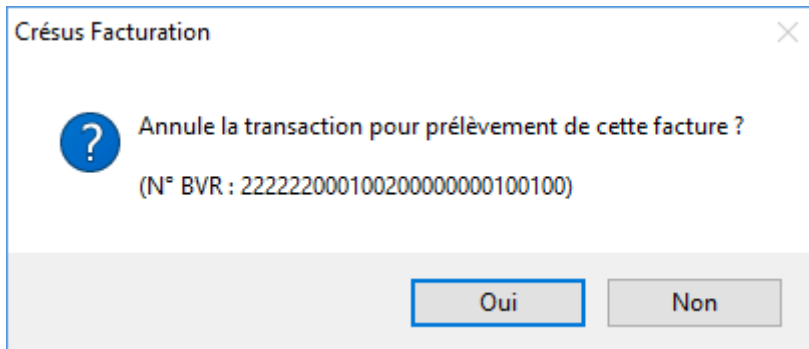 Crésus Facturation
Annule la transaction pour prélèvement de cette facture ?
(N° BVR : 222222000100200000000100100)
Oui
Non